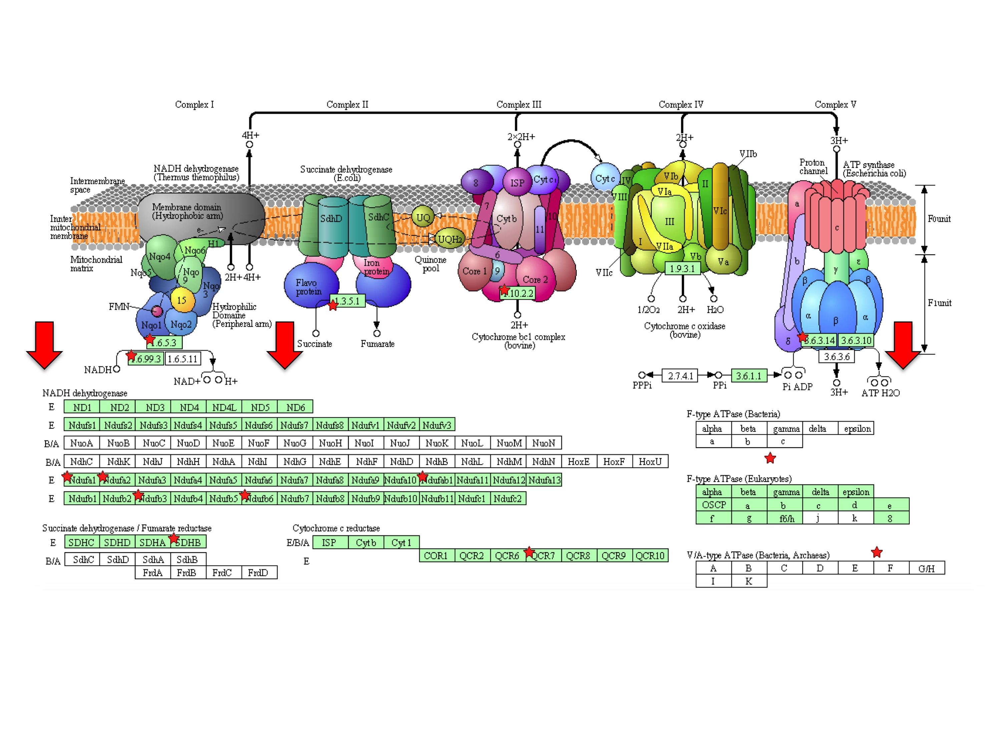 Complex I
Complex II
Complex III
Complex IV
Complex V
4H+
2×2H+
2H+
3H+
NADH dehydrogenase
(Thermus themophilus)
Succinate dehydrogenase
(E.coli)
VIIb
Proton
channel
ATP synthase
(Escherichia coli)
Intermembrane
space
Innter
mitochondrial
membrane
Mitochondrial
matrix
Membrane domain
(Hydrophobic arm)
e-
H1
Nqo4
Nqo6
Nqo5
Nqo
9
Nqo
3
15
FMN
Nqo1
Nqo2
2H+ 4H+
Hydrophilic
Domaine
(Peripheral arm)
1.6.5.3
1.6.99.3
1.6.5.11
NADH
NAD+
H+
SdhD
SdhC
Flavo
protein
Iron
protein
1.3.5.1
Succinate
Fumarate
UQ
UQH2
Quinone
pool
8
ISP
Cyt c1
7
Cyt b
11
10
6
Core 1
9
Core 2
1.10.2.2
2H+
Cytochrome bc1 complex
(bovine)
Cyt c
IV
VIb
II
VIII
VIa
III
VIc
I
VIIa
Vb
Va
VIIc
1.9.3.1
1/2O2
2H+
H2O
Cytochrome c oxidase
(bovine)
a
c
b
γ
ε
β
β
α
β
α
δ
F0unit
F1unit
3.6.3.14
3.6.3.10
3.6.3.6
PPPi
2.7.4.1
PPi
3.6.1.1
Pi ADP
3H+
ATP H2O
NADH dehydrogenase
E ND1 ND2 ND3 ND4 ND4L ND5 ND6
E Ndufs1 Ndufs2 Ndufs3 Ndufs4 Ndufs5 Ndufs6 Ndufs7 Ndufs8 Ndufv1 Ndufv2 Ndufv3
B/A NuoA NuoB NuoC NuoD NuoE NuoF NuoG NuoH NuoI NuoJ NuoK NuoL NuoM NuoN
B/A NdhC NdhK NdhJ NdhH NdhA NdhI NdhG NdhE NdhF NdhD NdhB NdhL NdhM NdhN HoxE HoxF HoxU
E Ndufa1 Ndufa2 Ndufa3 Ndufa4 Ndufa5 Ndufa6 Ndufa7 Ndufa8 Ndufa9 Ndufa10 Ndufab1 Ndufa11 Ndufa12 Ndufa13
E Ndufb1 Ndufb2 Ndufb3 Ndufb4 Ndufb5 Ndufb6 Ndufb7 Ndufb8 Ndufb9 Ndufb10 Ndufb11 Ndufc1 Ndufc2
Succinate dehydrogenase / Fumarate reductase
E SDHC SDHD SDHA SDHB
B/A SdhC SdhD SdhA SdhB
FrdA FrdB FrdC FrdD
Cytochrome c reductase
E/B/A ISP Cyt b Cyt 1
E COR1 QCR2 QCR6 QCR7 QCR8 QCR9 QCR10
F-type ATPase (Bacteria)
alpha beta gamma delta epsilon
a b c
F-type ATPase (Eukaryotes)
alpha beta gamma delta epsilon
OSCP a b c d e
f g f6/h j k 8
V/A-type ATPase (Bacteria, Archaeas)
A B C D E F G/H
I K